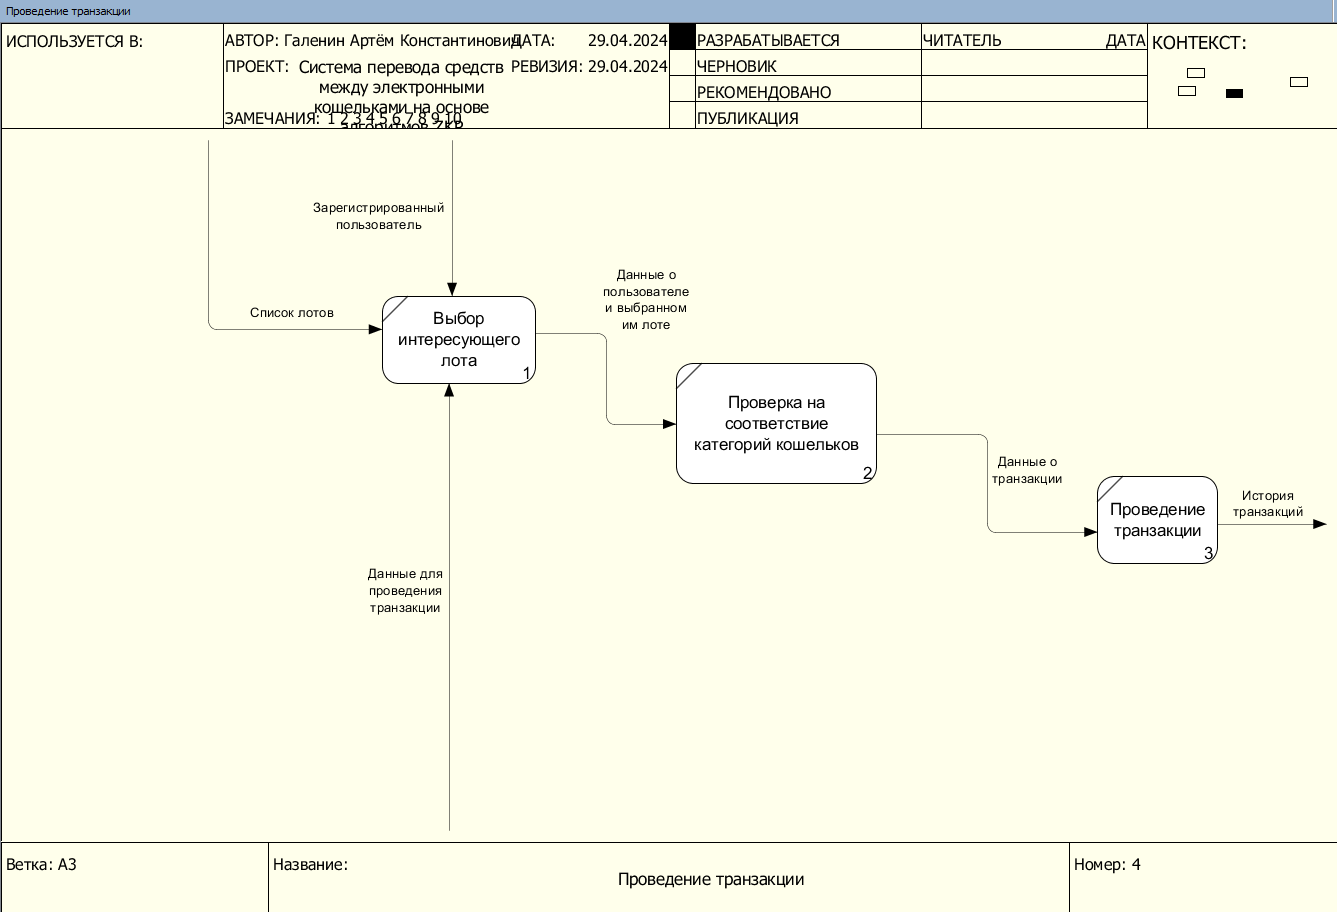 Проведение транзакции
ИСПОЛЬЗУЕТСЯ В:
АВТОР: Галенин Артём Константинович
ДАТА: 29.04.2024
ПРОЕКТ: Система перевода средств
между электронными
кошельками на основе
алгоритмов ZKP
РЕВИЗИЯ: 29.04.2024
ЗАМЕЧАНИЯ: 1 2 3 4 5 6 7 8 9 10
РАЗРАБАТЫВАЕТСЯ
ЧЕРНОВИК
РЕКОМЕНДОВАНО
ПУБЛИКАЦИЯ
ЧИТАТЕЛЬ ДАТА
КОНТЕКСТ:
Зарегистрированный
пользователь
Список лотов
Выбор
интересующего
лота
1
Данные о
пользователе
и выбранном
им лоте
Проверка на
соответствие
категорий кошельков
2
Данные о
транзакции
Проведение
транзакции
3
История
транзакций
Данные для
проведения
транзакции
Ветка: A3
Название:
Проведение транзакции
Номер: 4